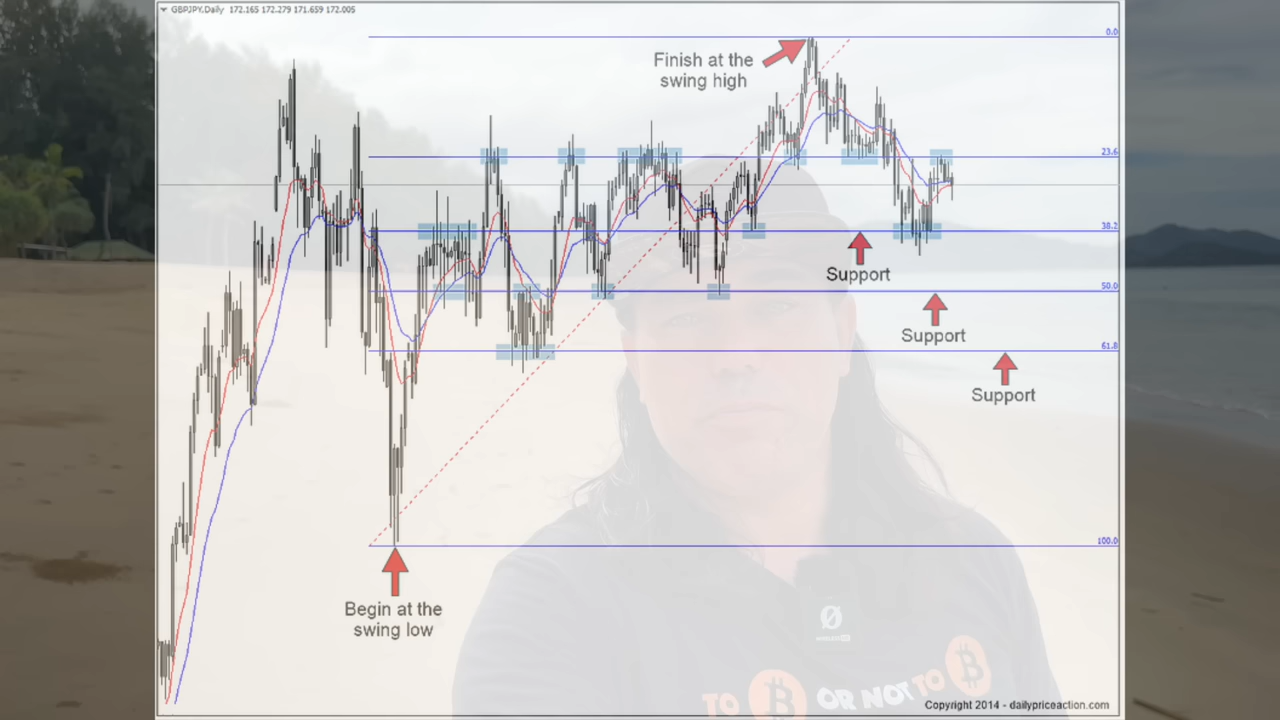 GBPJPY,Daily 172.165 172.279 171.659 172.005
0.0
Finish at the
swing high
23.6
38.2
Support
50.0
Support
61.8
Support
100.0
Begin at the
swing low
TO B OR NOT TO B
Copyright 2014 - dailypriceaction.com